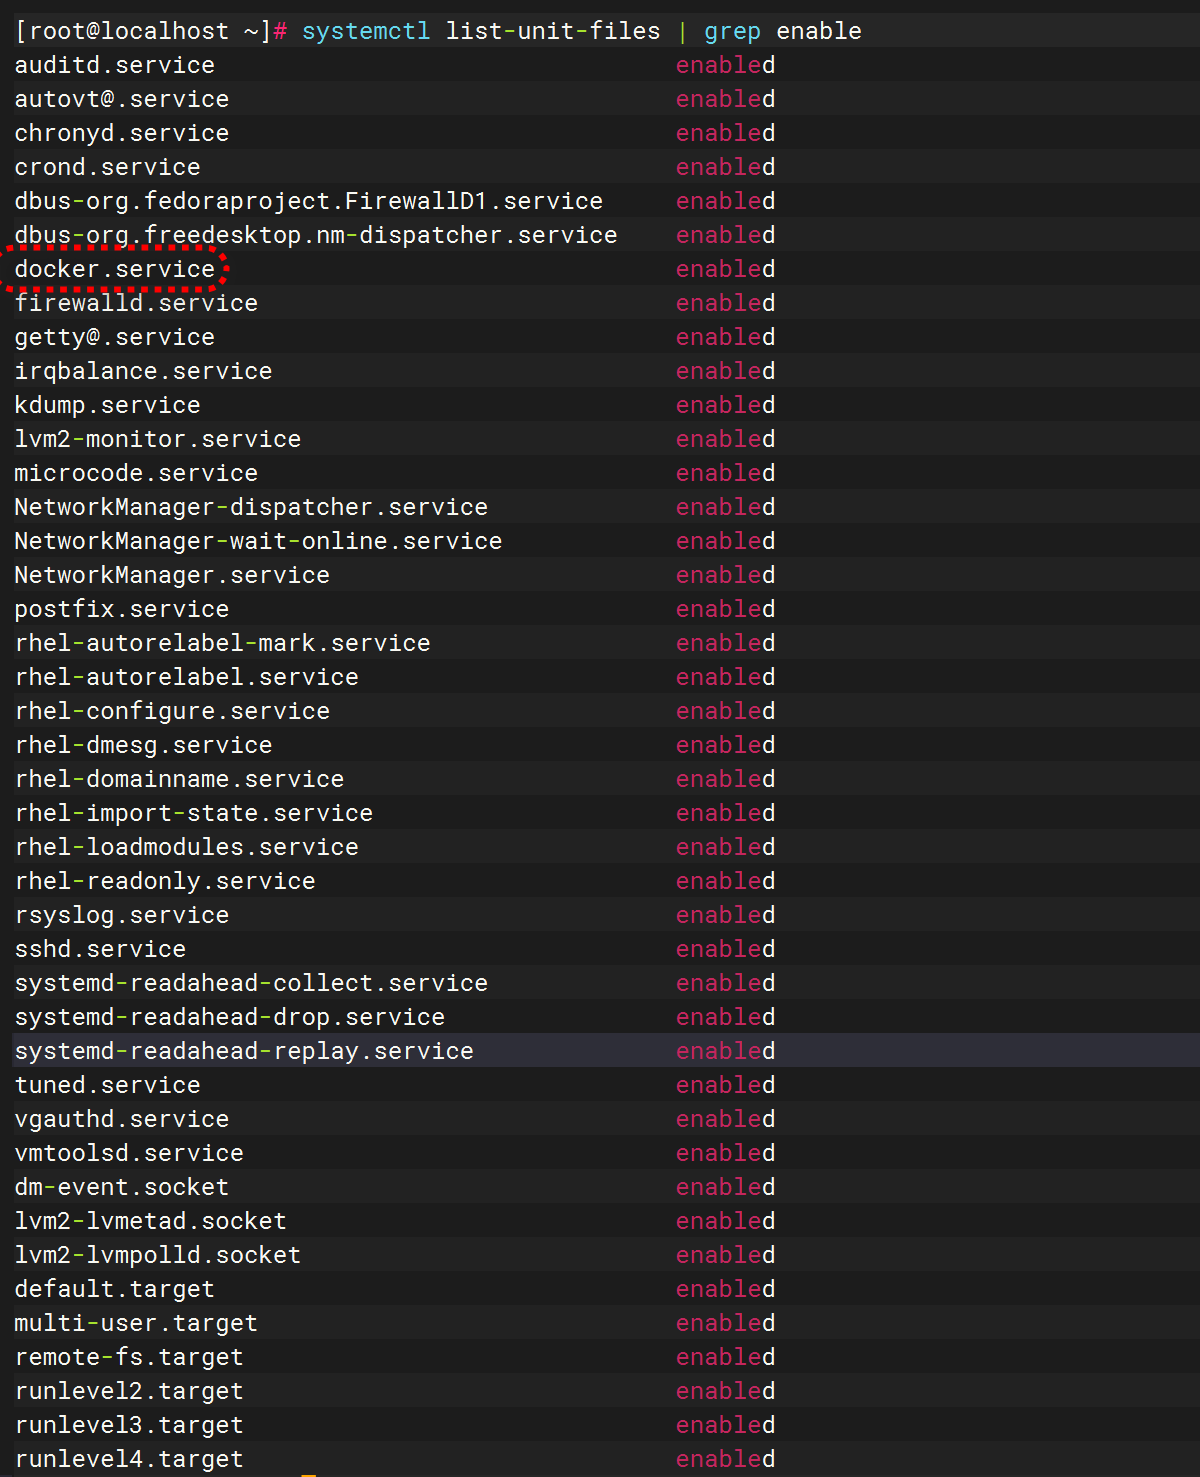 [root@localhost ~]# systemctl list-unit-files | grep enable
auditd.service enabled
autovt@.service enabled
chronyd.service enabled
crond.service enabled
dbus-org.fedoraproject.FirewallD1.service enabled
dbus-org.freedesktop.nm-dispatcher.service enabled
docker.service enabled
firewalld.service enabled
getty@.service enabled
irqbalance.service enabled
kdump.service enabled
lvm2-monitor.service enabled
microcode.service enabled
NetworkManager-dispatcher.service enabled
NetworkManager-wait-online.service enabled
NetworkManager.service enabled
postfix.service enabled
rhel-autorelabel-mark.service enabled
rhel-autorelabel.service enabled
rhel-configure.service enabled
rhel-dmesg.service enabled
rhel-domainname.service enabled
rhel-import-state.service enabled
rhel-loadmodules.service enabled
rhel-readonly.service enabled
rsyslog.service enabled
sshd.service enabled
systemd-readahead-collect.service enabled
systemd-readahead-drop.service enabled
systemd-readahead-replay.service enabled
tuned.service enabled
vgauthd.service enabled
vmtoolsd.service enabled
dm-event.socket enabled
lvm2-lvmetad.socket enabled
lvm2-lvmpolld.socket enabled
default.target enabled
multi-user.target enabled
remote-fs.target enabled
runlevel2.target enabled
runlevel3.target enabled
runlevel4.target enabled